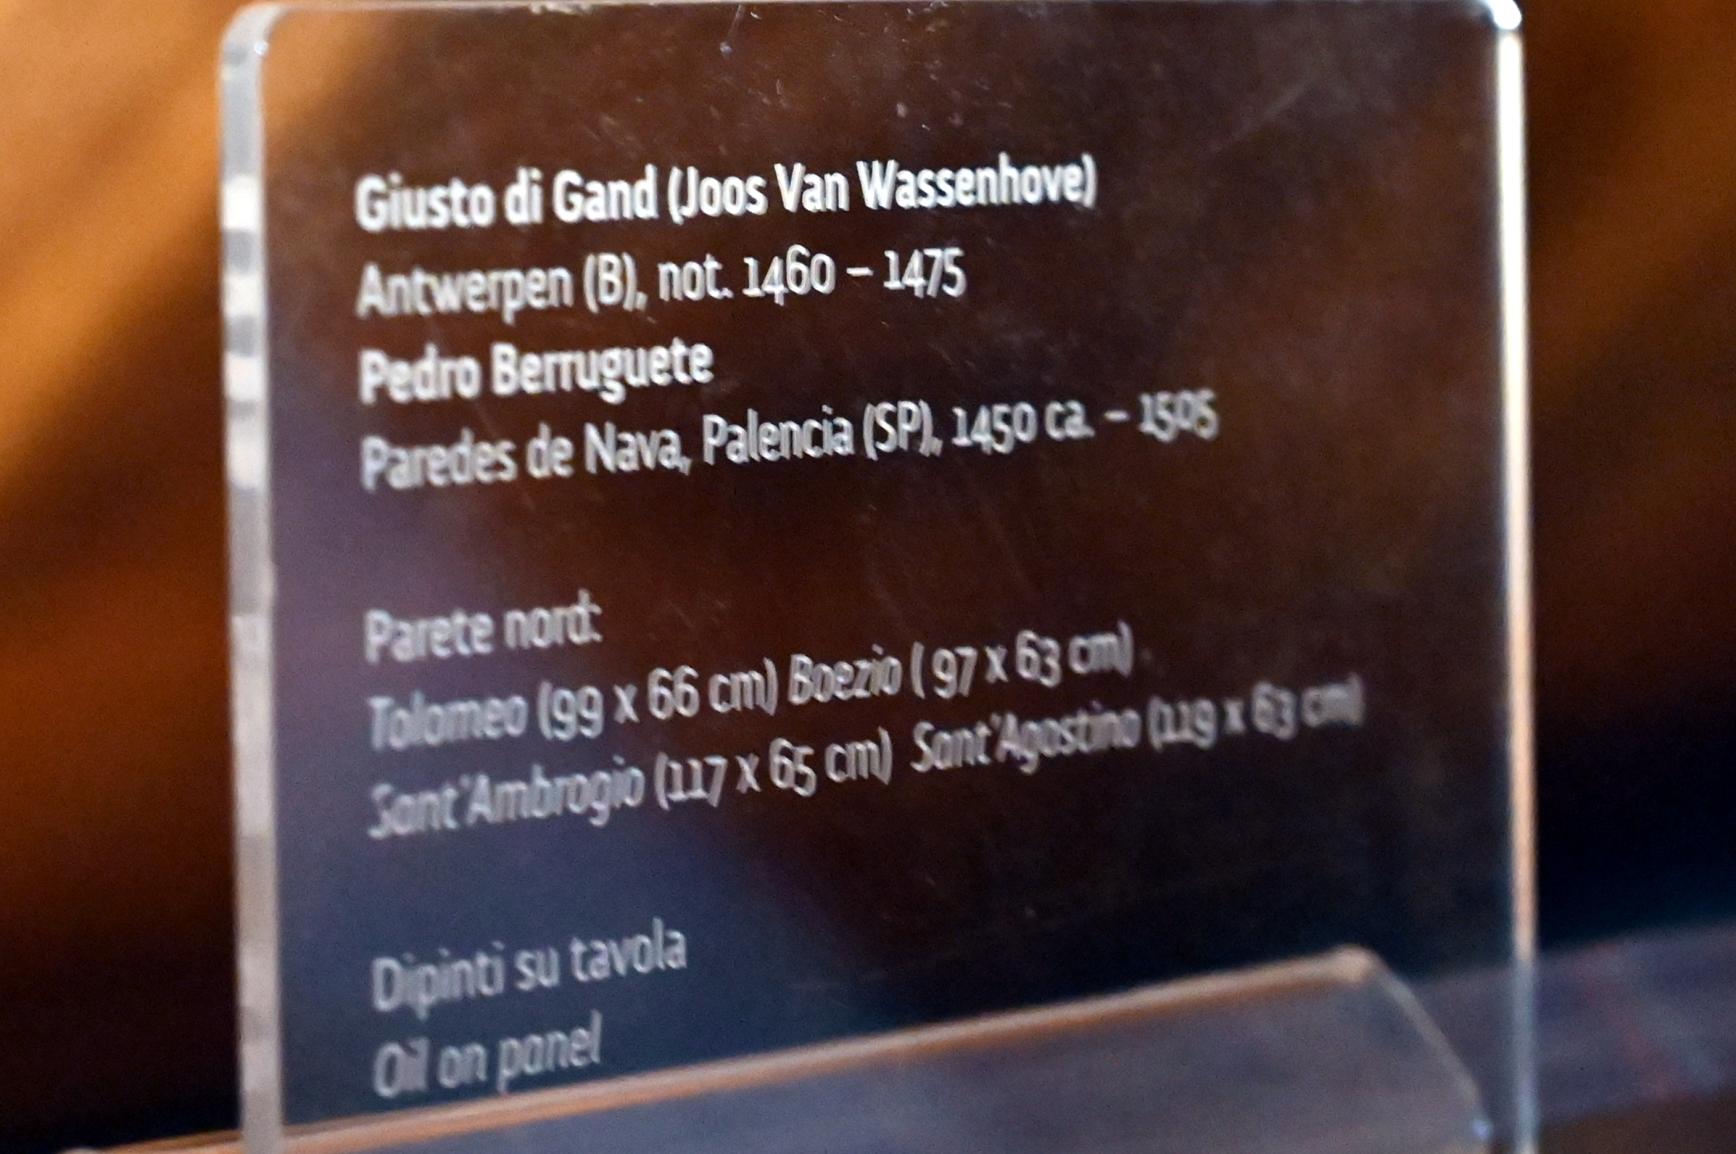 Giusto di Gand (Joos Van Wassenhove)
Antwerpen (B), not. 1460 – 1475
Pedro Berruguete
Paredes de Nava, Palencia (SP), 1450 ca. – 1505
Parete nord:
Tolomeo (99 x 66 cm) Boezio ( 97 x 63 cm)
Sant'Ambrogio (117 x 65 cm) Sant'Agostino (119 x 63 cm)
Dipinti su tavola
Oil on panel